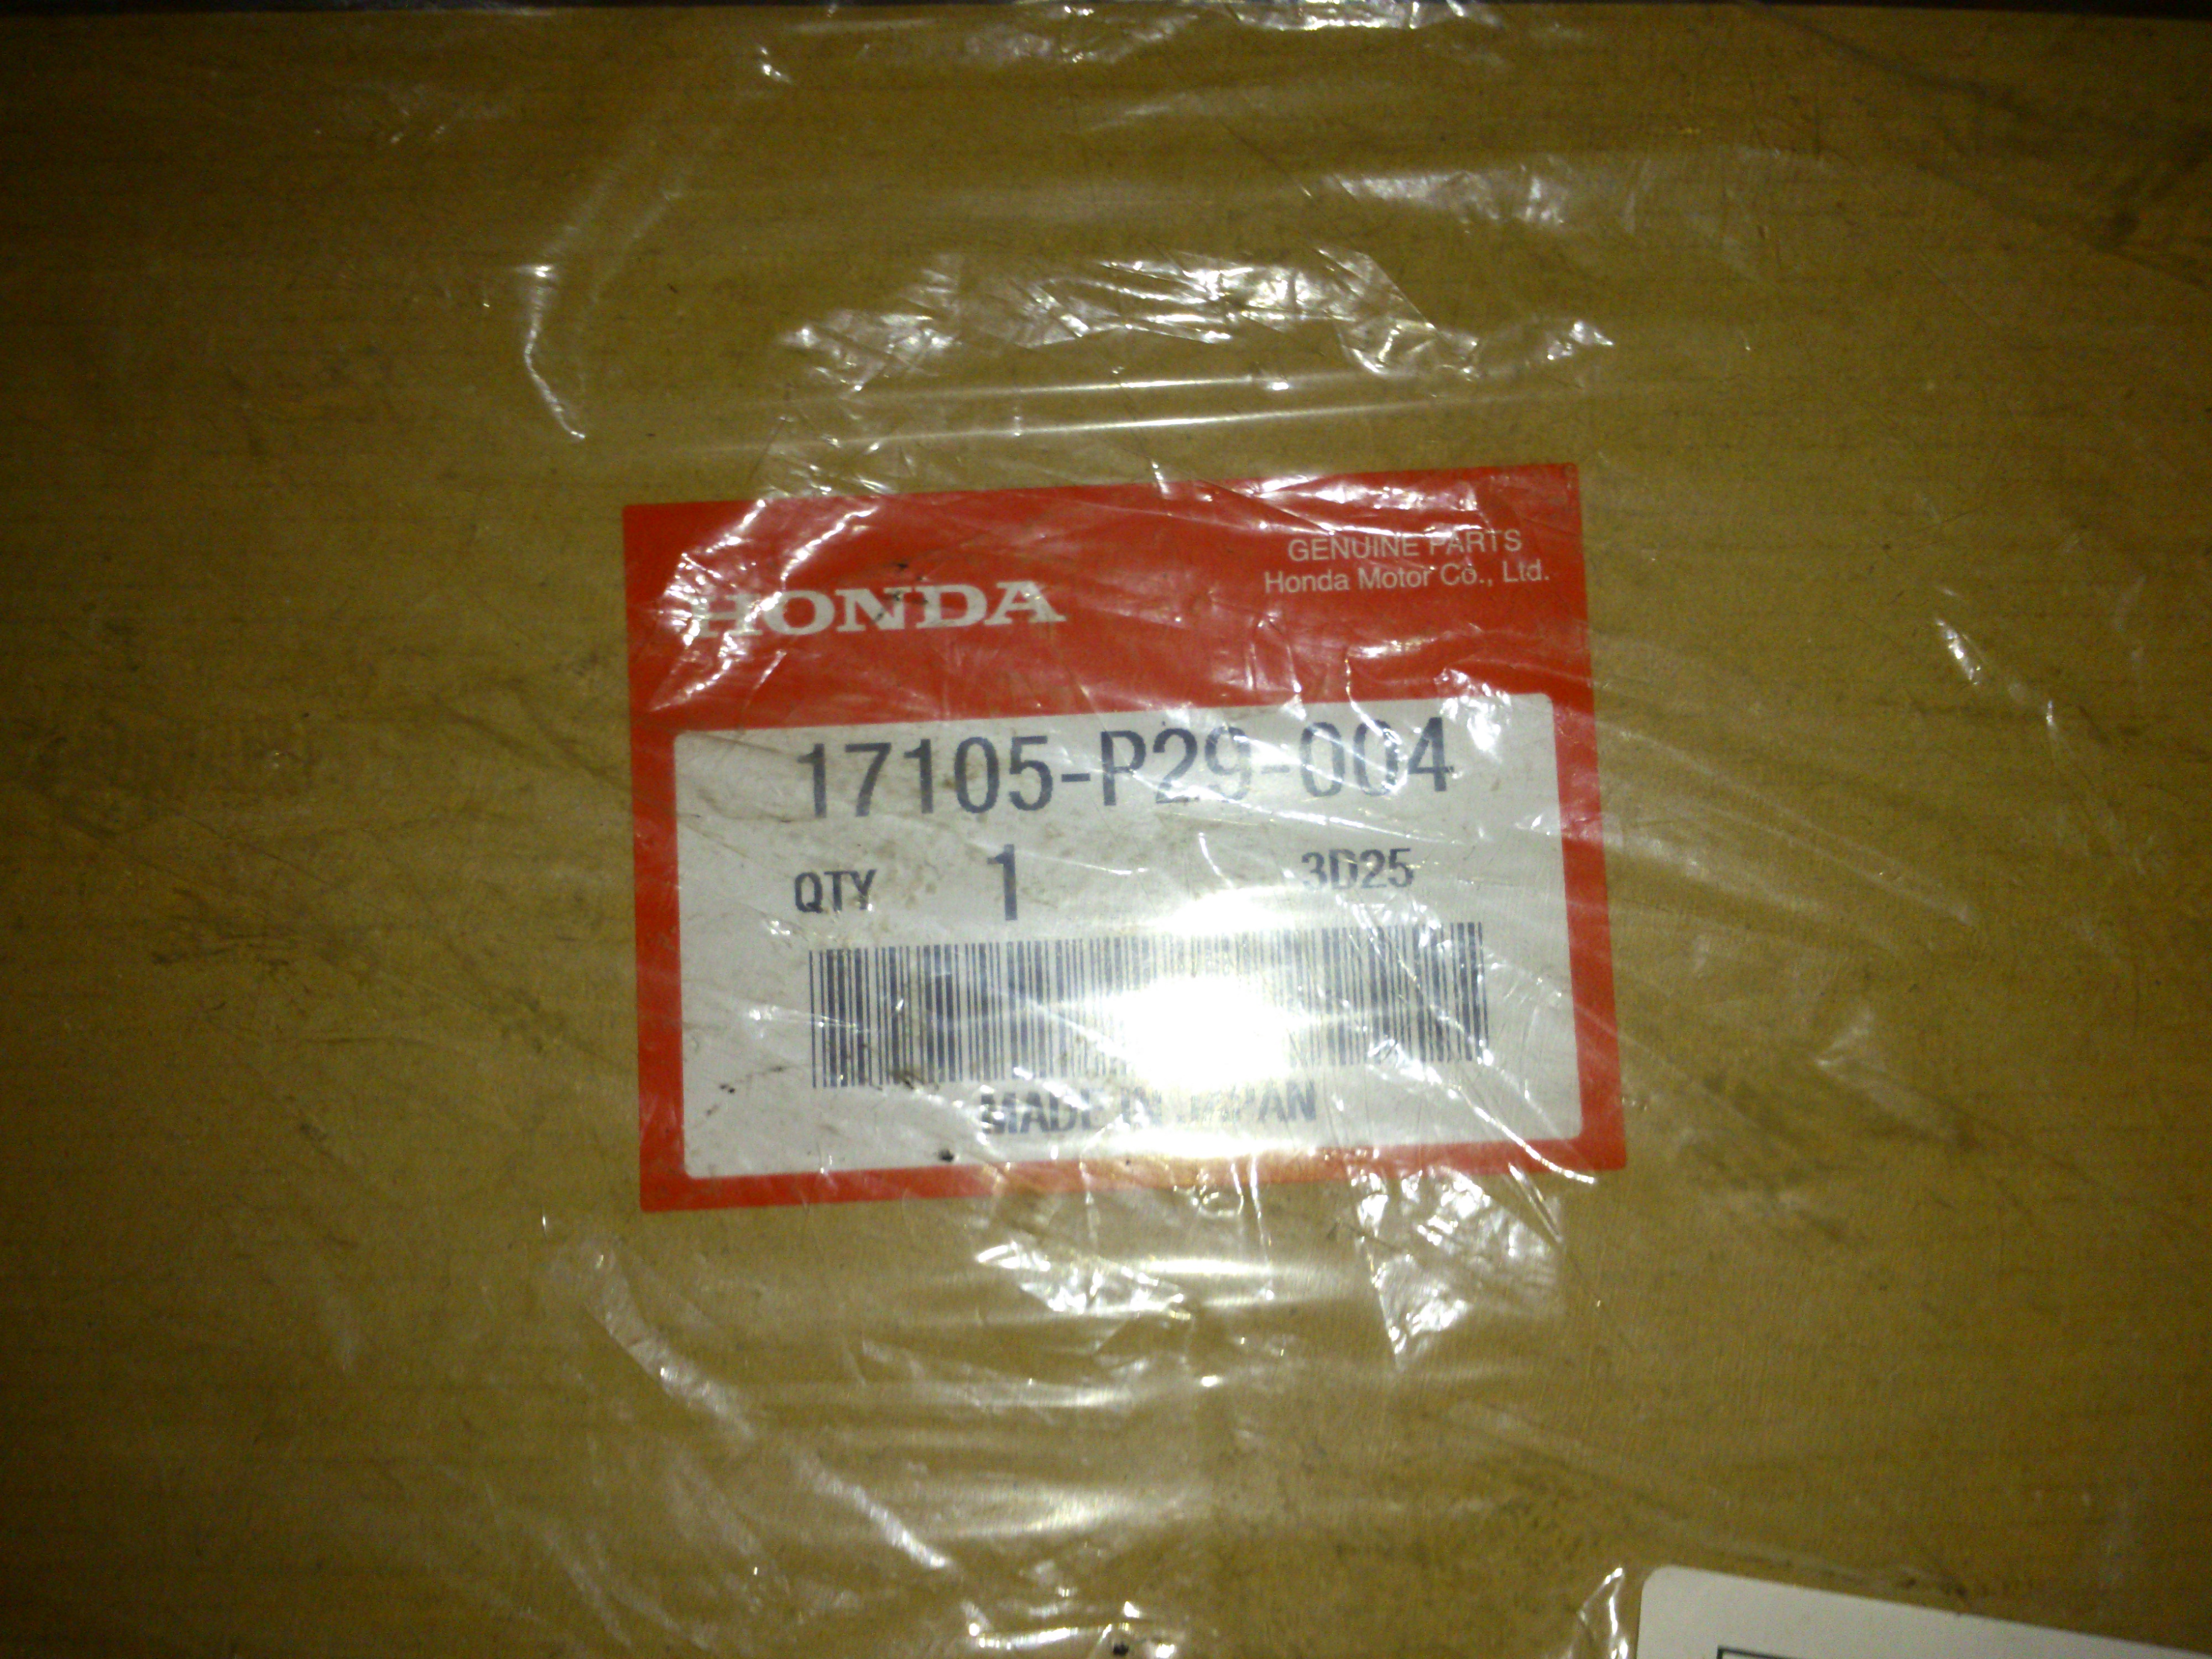 HONDA
GENUINE PARTS
Honda Motor Co., Ltd.
17105-P29-004
QTY 1 3D25
MADE IN JAPAN